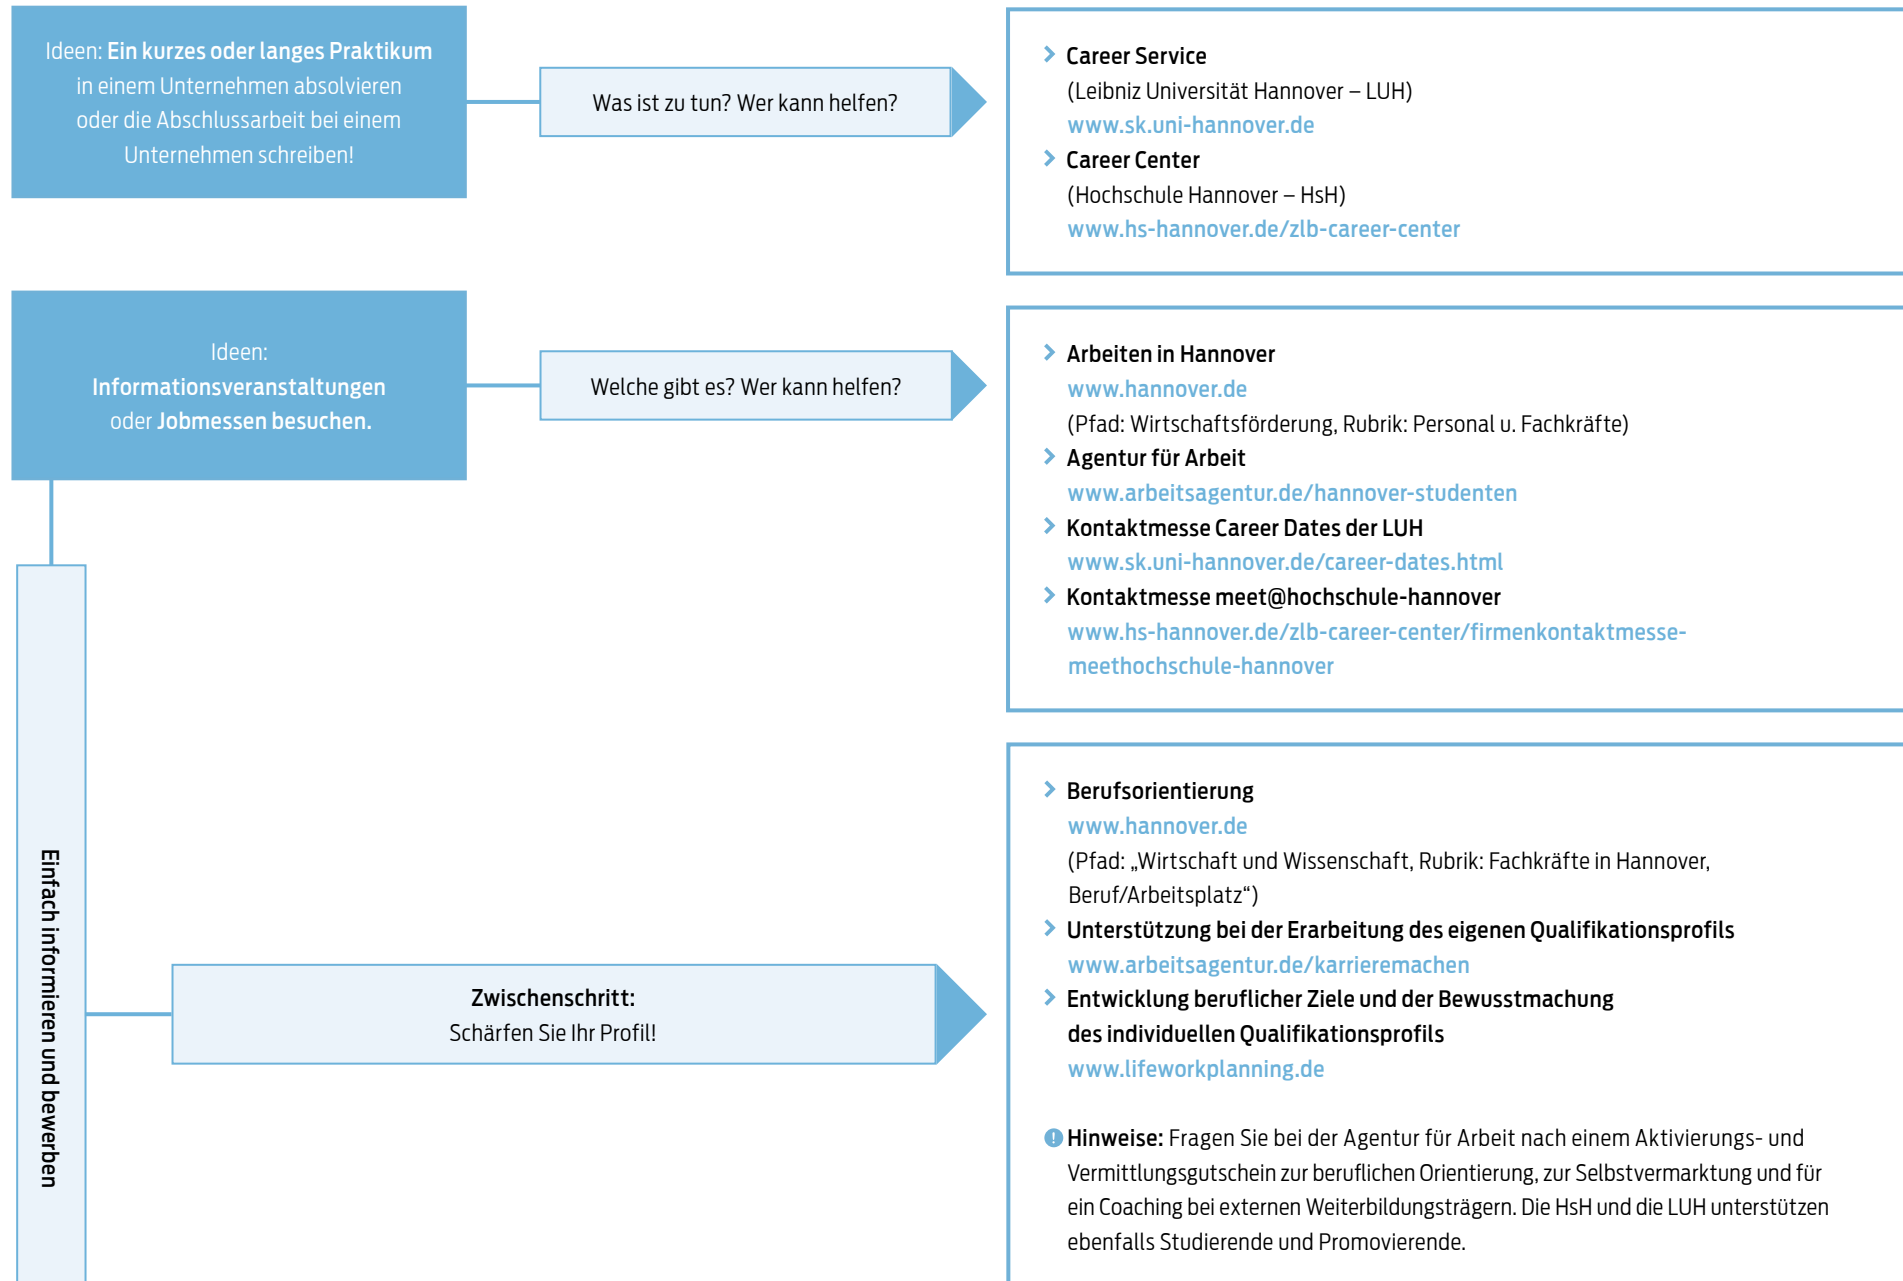 Ideen: Ein kurzes oder langes Praktikum
in einem Unternehmen absolvieren
oder die Abschlussarbeit bei einem
Unternehmen schreiben!
Was ist zu tun? Wer kann helfen?
Career Service
(Leibniz Universität Hannover – LUH)
www.sk.uni-hannover.de
Career Center
(Hochschule Hannover – HsH)
www.hs-hannover.de/zlb-career-center
Ideen:
Informationsveranstaltungen
oder Jobmessen besuchen.
Welche gibt es? Wer kann helfen?
Arbeiten in Hannover
www.hannover.de
(Pfad: Wirtschaftsförderung, Rubrik: Personal u. Fachkräfte)
Agentur für Arbeit
www.arbeitsagentur.de/hannover-studenten
Kontaktmesse Career Dates der LUH
www.sk.uni-hannover.de/career-dates.html
Kontaktmesse meet@hochschule-hannover
www.hs-hannover.de/zlb-career-center/firmenkontaktmesse-
meethochschule-hannover
Einfach informieren und bewerben
Zwischenschritt:
Schärfen Sie Ihr Profil!
Berufsorientierung
www.hannover.de
(Pfad: „Wirtschaft und Wissenschaft, Rubrik: Fachkräfte in Hannover,
Beruf/Arbeitsplatz“)
Unterstützung bei der Erarbeitung des eigenen Qualifikationsprofils
www.arbeitsagentur.de/karrieremachen
Entwicklung beruflicher Ziele und der Bewusstmachung
des individuellen Qualifikationsprofils
www.lifeworkplanning.de
Hinweise: Fragen Sie bei der Agentur für Arbeit nach einem Aktivierungs- und
Vermittlungsgutschein zur beruflichen Orientierung, zur Selbstvermarktung und für
ein Coaching bei externen Weiterbildungsträgern. Die HsH und die LUH unterstützen
ebenfalls Studierende und Promovierende.